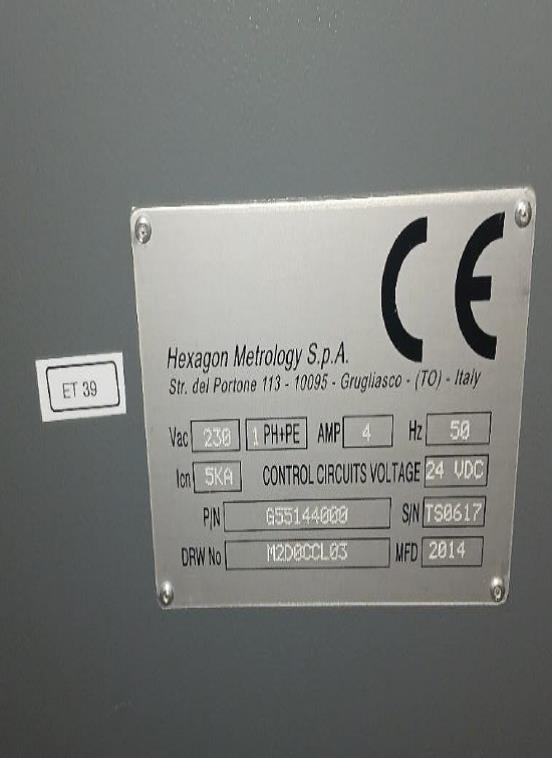 CE
Hexagon Metrology S.p.A.
Str. del Portone 113 - 10095 - Grugliasco - (TO) - Italy
ET 39
Vac 230 1 PH+PE AMP 4 Hz 50
Icn 5KA CONTROL CIRCUITS VOLTAGE 24 VDC
P/N G55144000 S/N TS0617
DRW No M2D0CCL03 MFD 2014